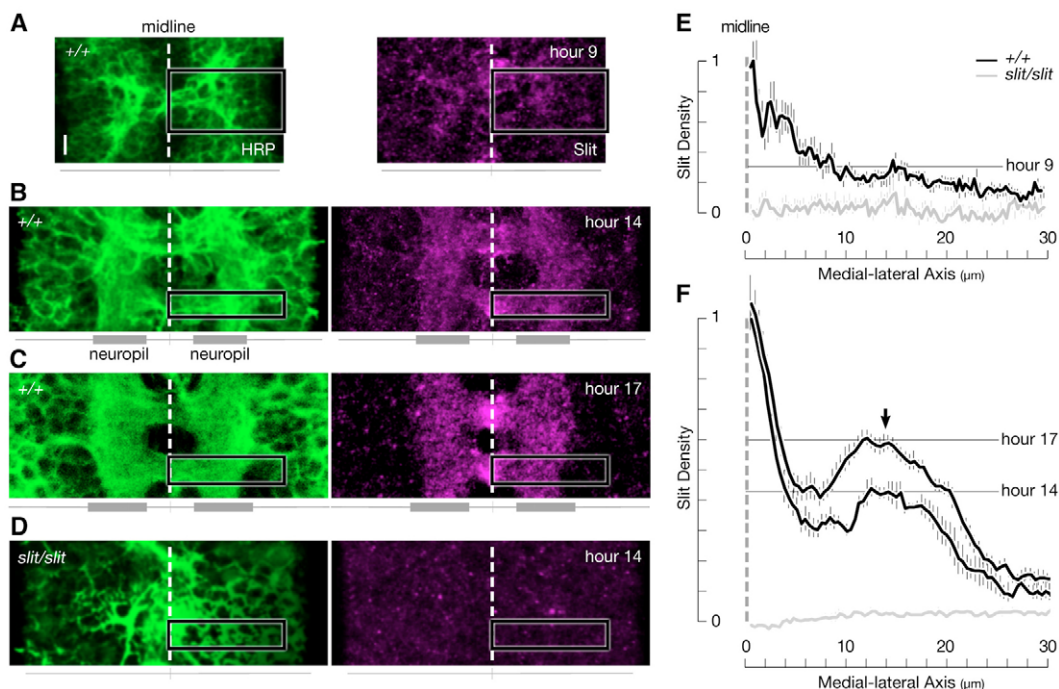 A
midline
+/+
HRP
hour 9
Slit
B
+/+
hour 14
neuropil
neuropil
C
+/+
hour 17
D
slit/slit
hour 14
E
midline
+/+
slit/slit
1
Slit Density
hour 9
0
0
10
20
30
Medial-lateral Axis (μm)
F
1
hour 17
Slit Density
hour 14
0
0
10
20
30
Medial-lateral Axis (μm)